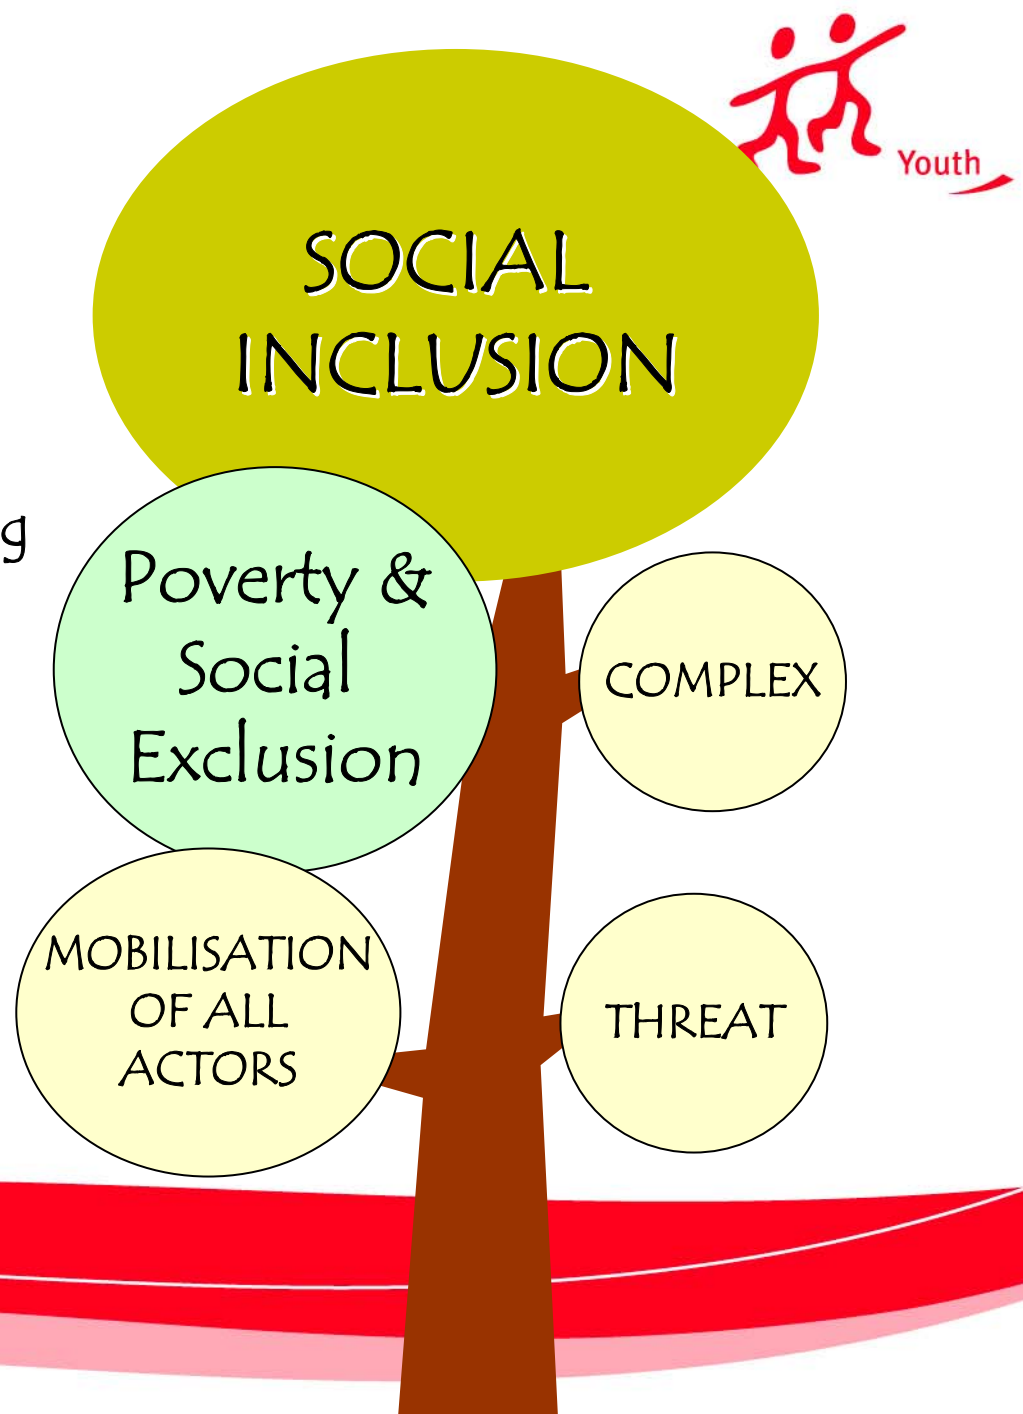 Youth
SOCIAL
INCLUSION
g
Poverty &
Social
Exclusion
COMPLEX
MOBILISATION
OF ALL
ACTORS
THREAT